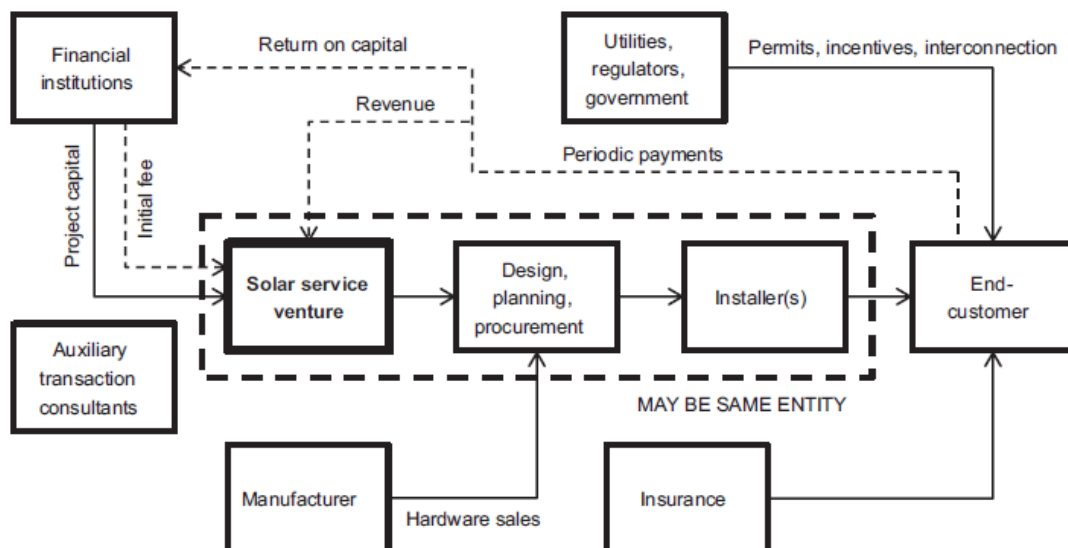 Financial
institutions
Return on capital
Utilities,
regulators,
government
Permits, incentives, interconnection
Revenue
Project capital
Initial fee
Periodic payments
Solar service
venture
Design,
planning,
procurement
Installer(s)
End-
customer
Auxiliary
transaction
consultants
MAY BE SAME ENTITY
Manufacturer
Hardware sales
Insurance